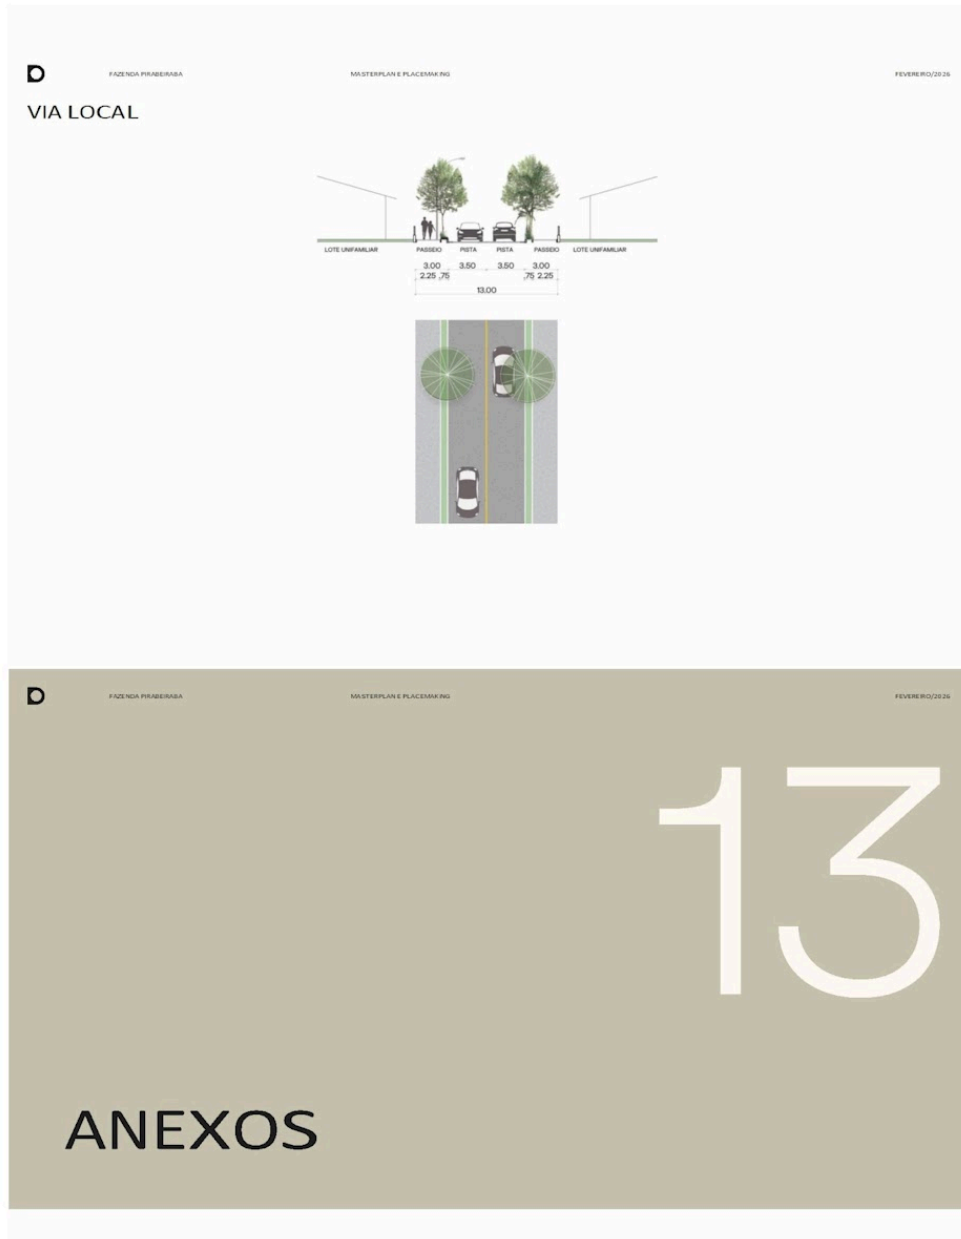 FAZENDA PIRABEIRABA MASTERPLAN E PLACEMAKING FEVEREIRO/2026
VIA LOCAL
LOTE UNIFAMILIAR PASSEIO PISTA PISTA PASSEIO LOTE UNIFAMILIAR
3.00 3.50 3.50 3.00
2.25 .75 .75 2.25
13.00
FAZENDA PIRABEIRABA MASTERPLAN E PLACEMAKING FEVEREIRO/2026
13
ANEXOS